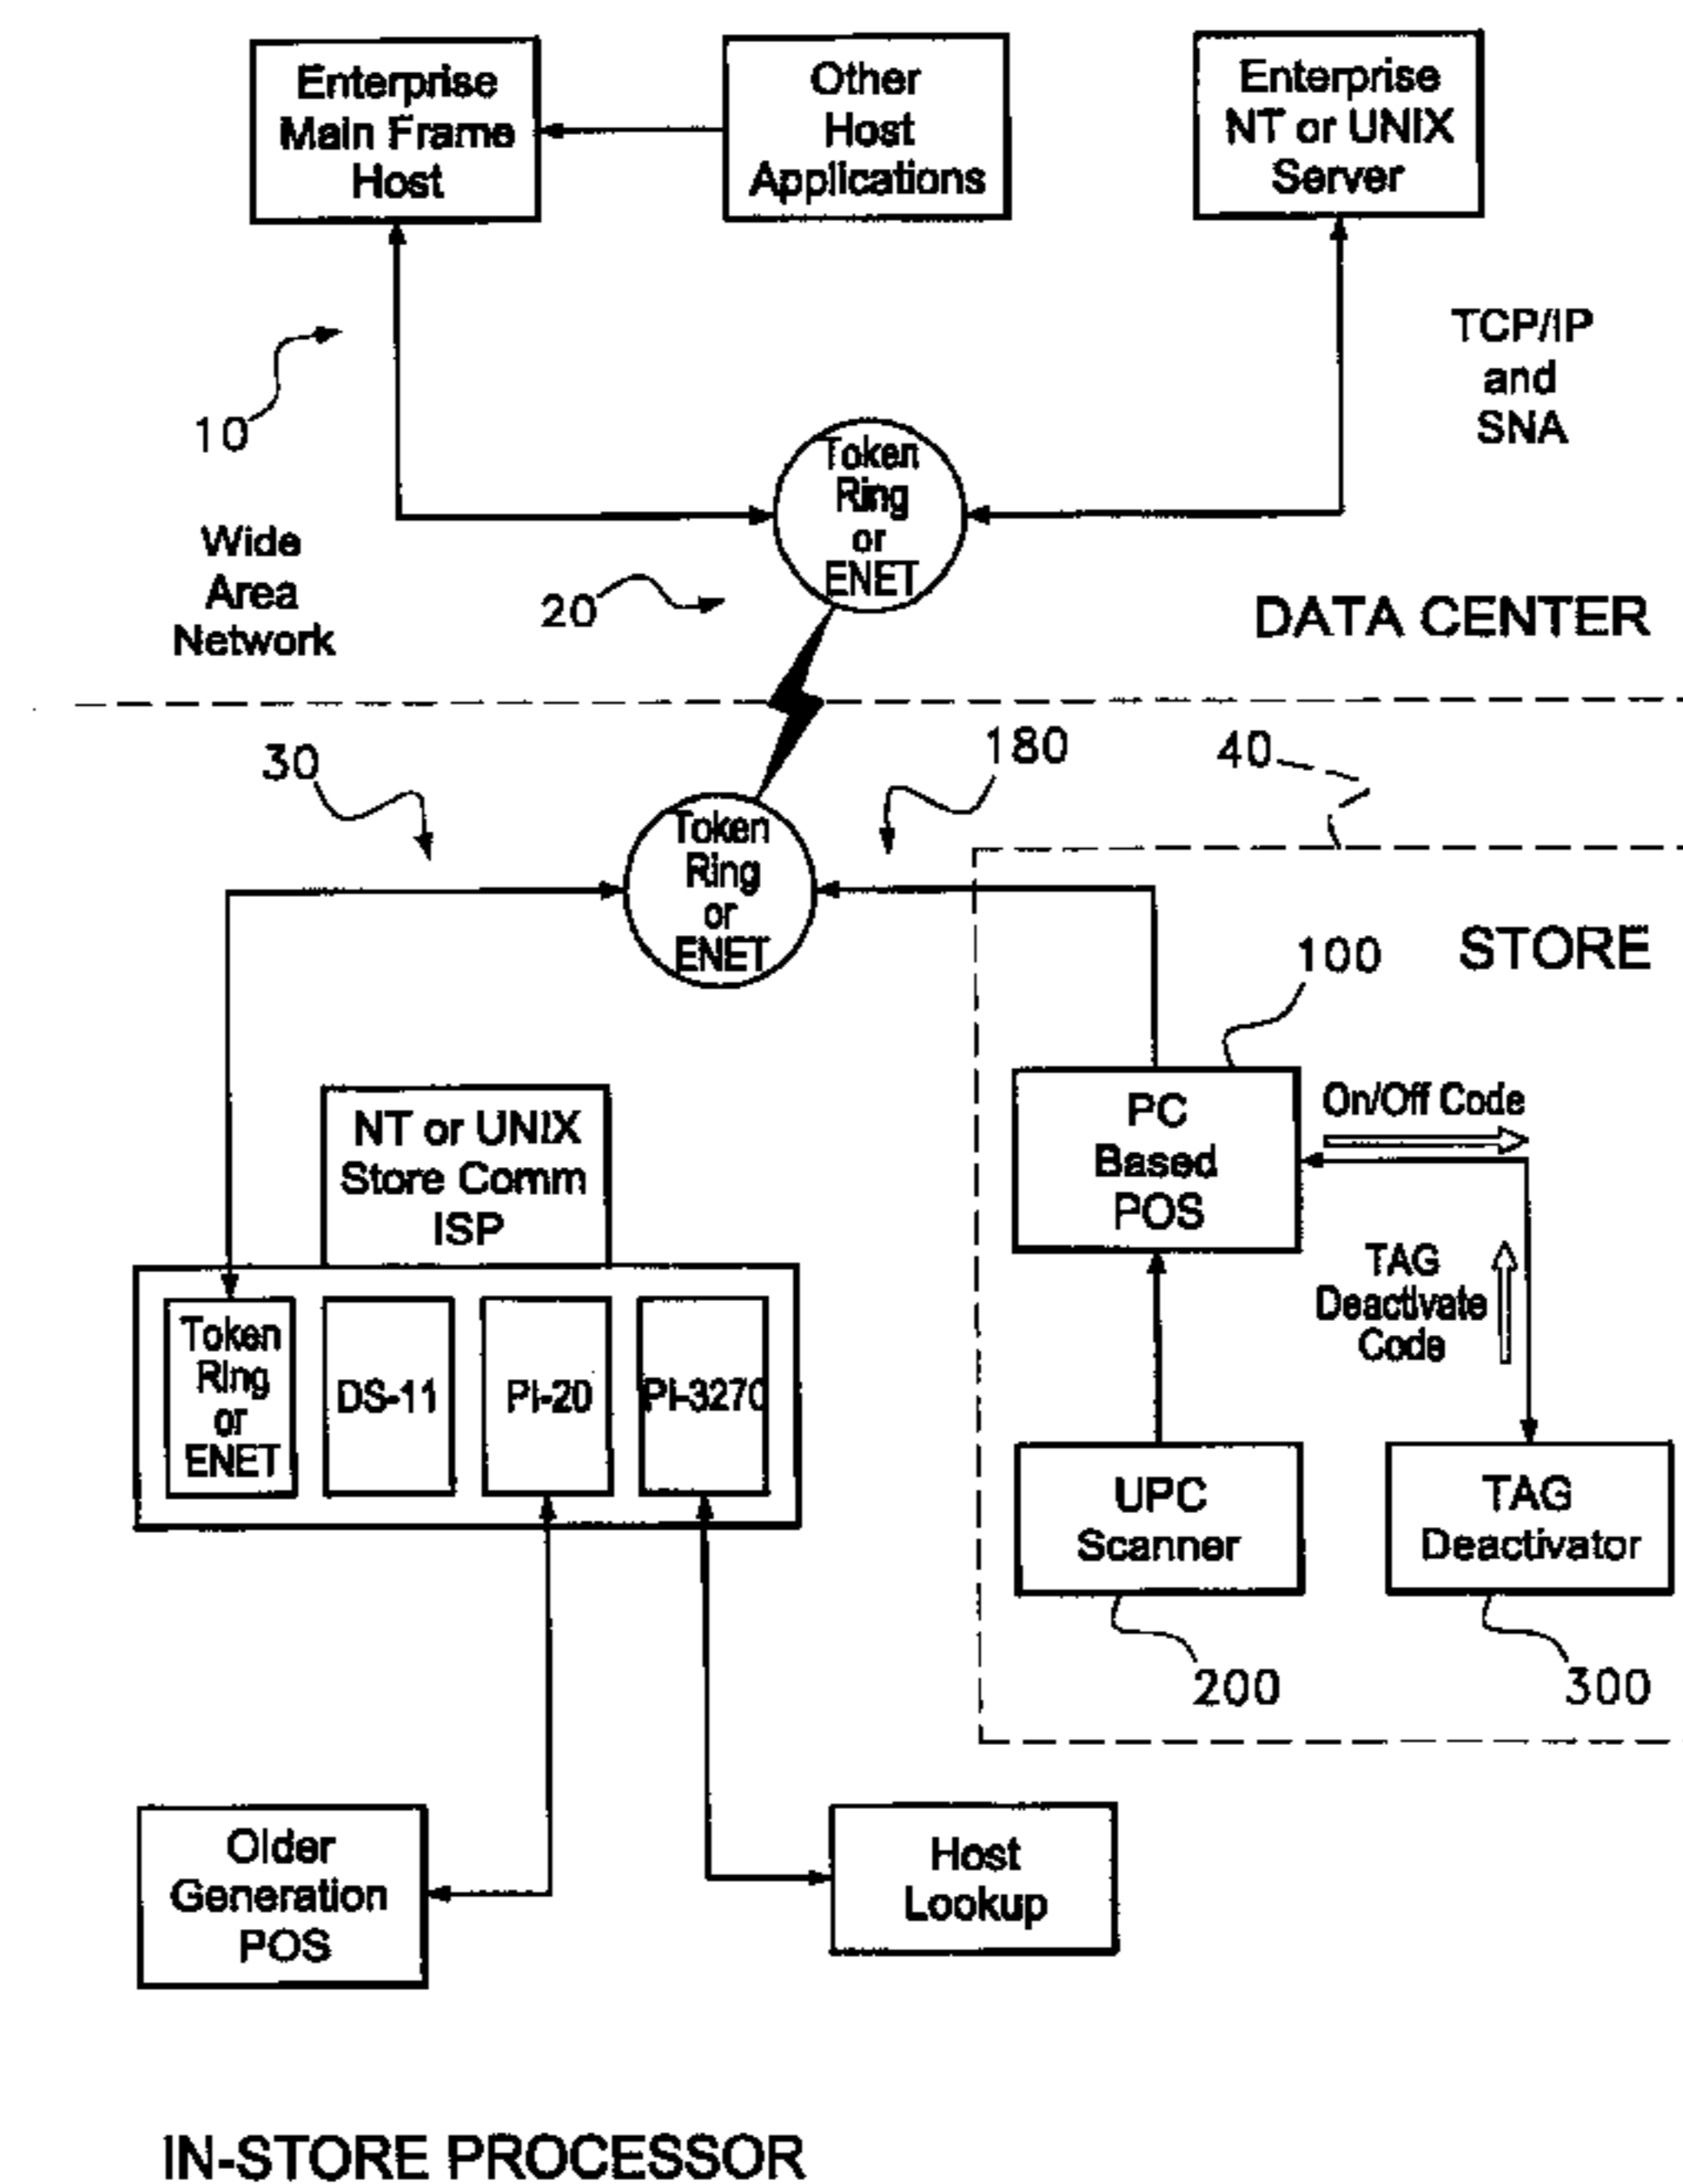 Enterprise
Main Frame
Host
Other
Host
Applications
Enterprise
NT or UNIX
Server
TCP/IP
and
SNA
10
Token
Ring
or
ENET
Wide
Area
Network
20
DATA CENTER
30
180
40
Token
Ring
or
ENET
STORE
100
NT or UNIX
Store Comm
ISP
PC
Based
POS
On/Off Code
TAG
Deactivate
Code
Token
Ring
or
ENET
DS-11
PI-20
PI-3270
UPC
Scanner
TAG
Deactivator
200
300
Older
Generation
POS
Host
Lookup
IN-STORE PROCESSOR